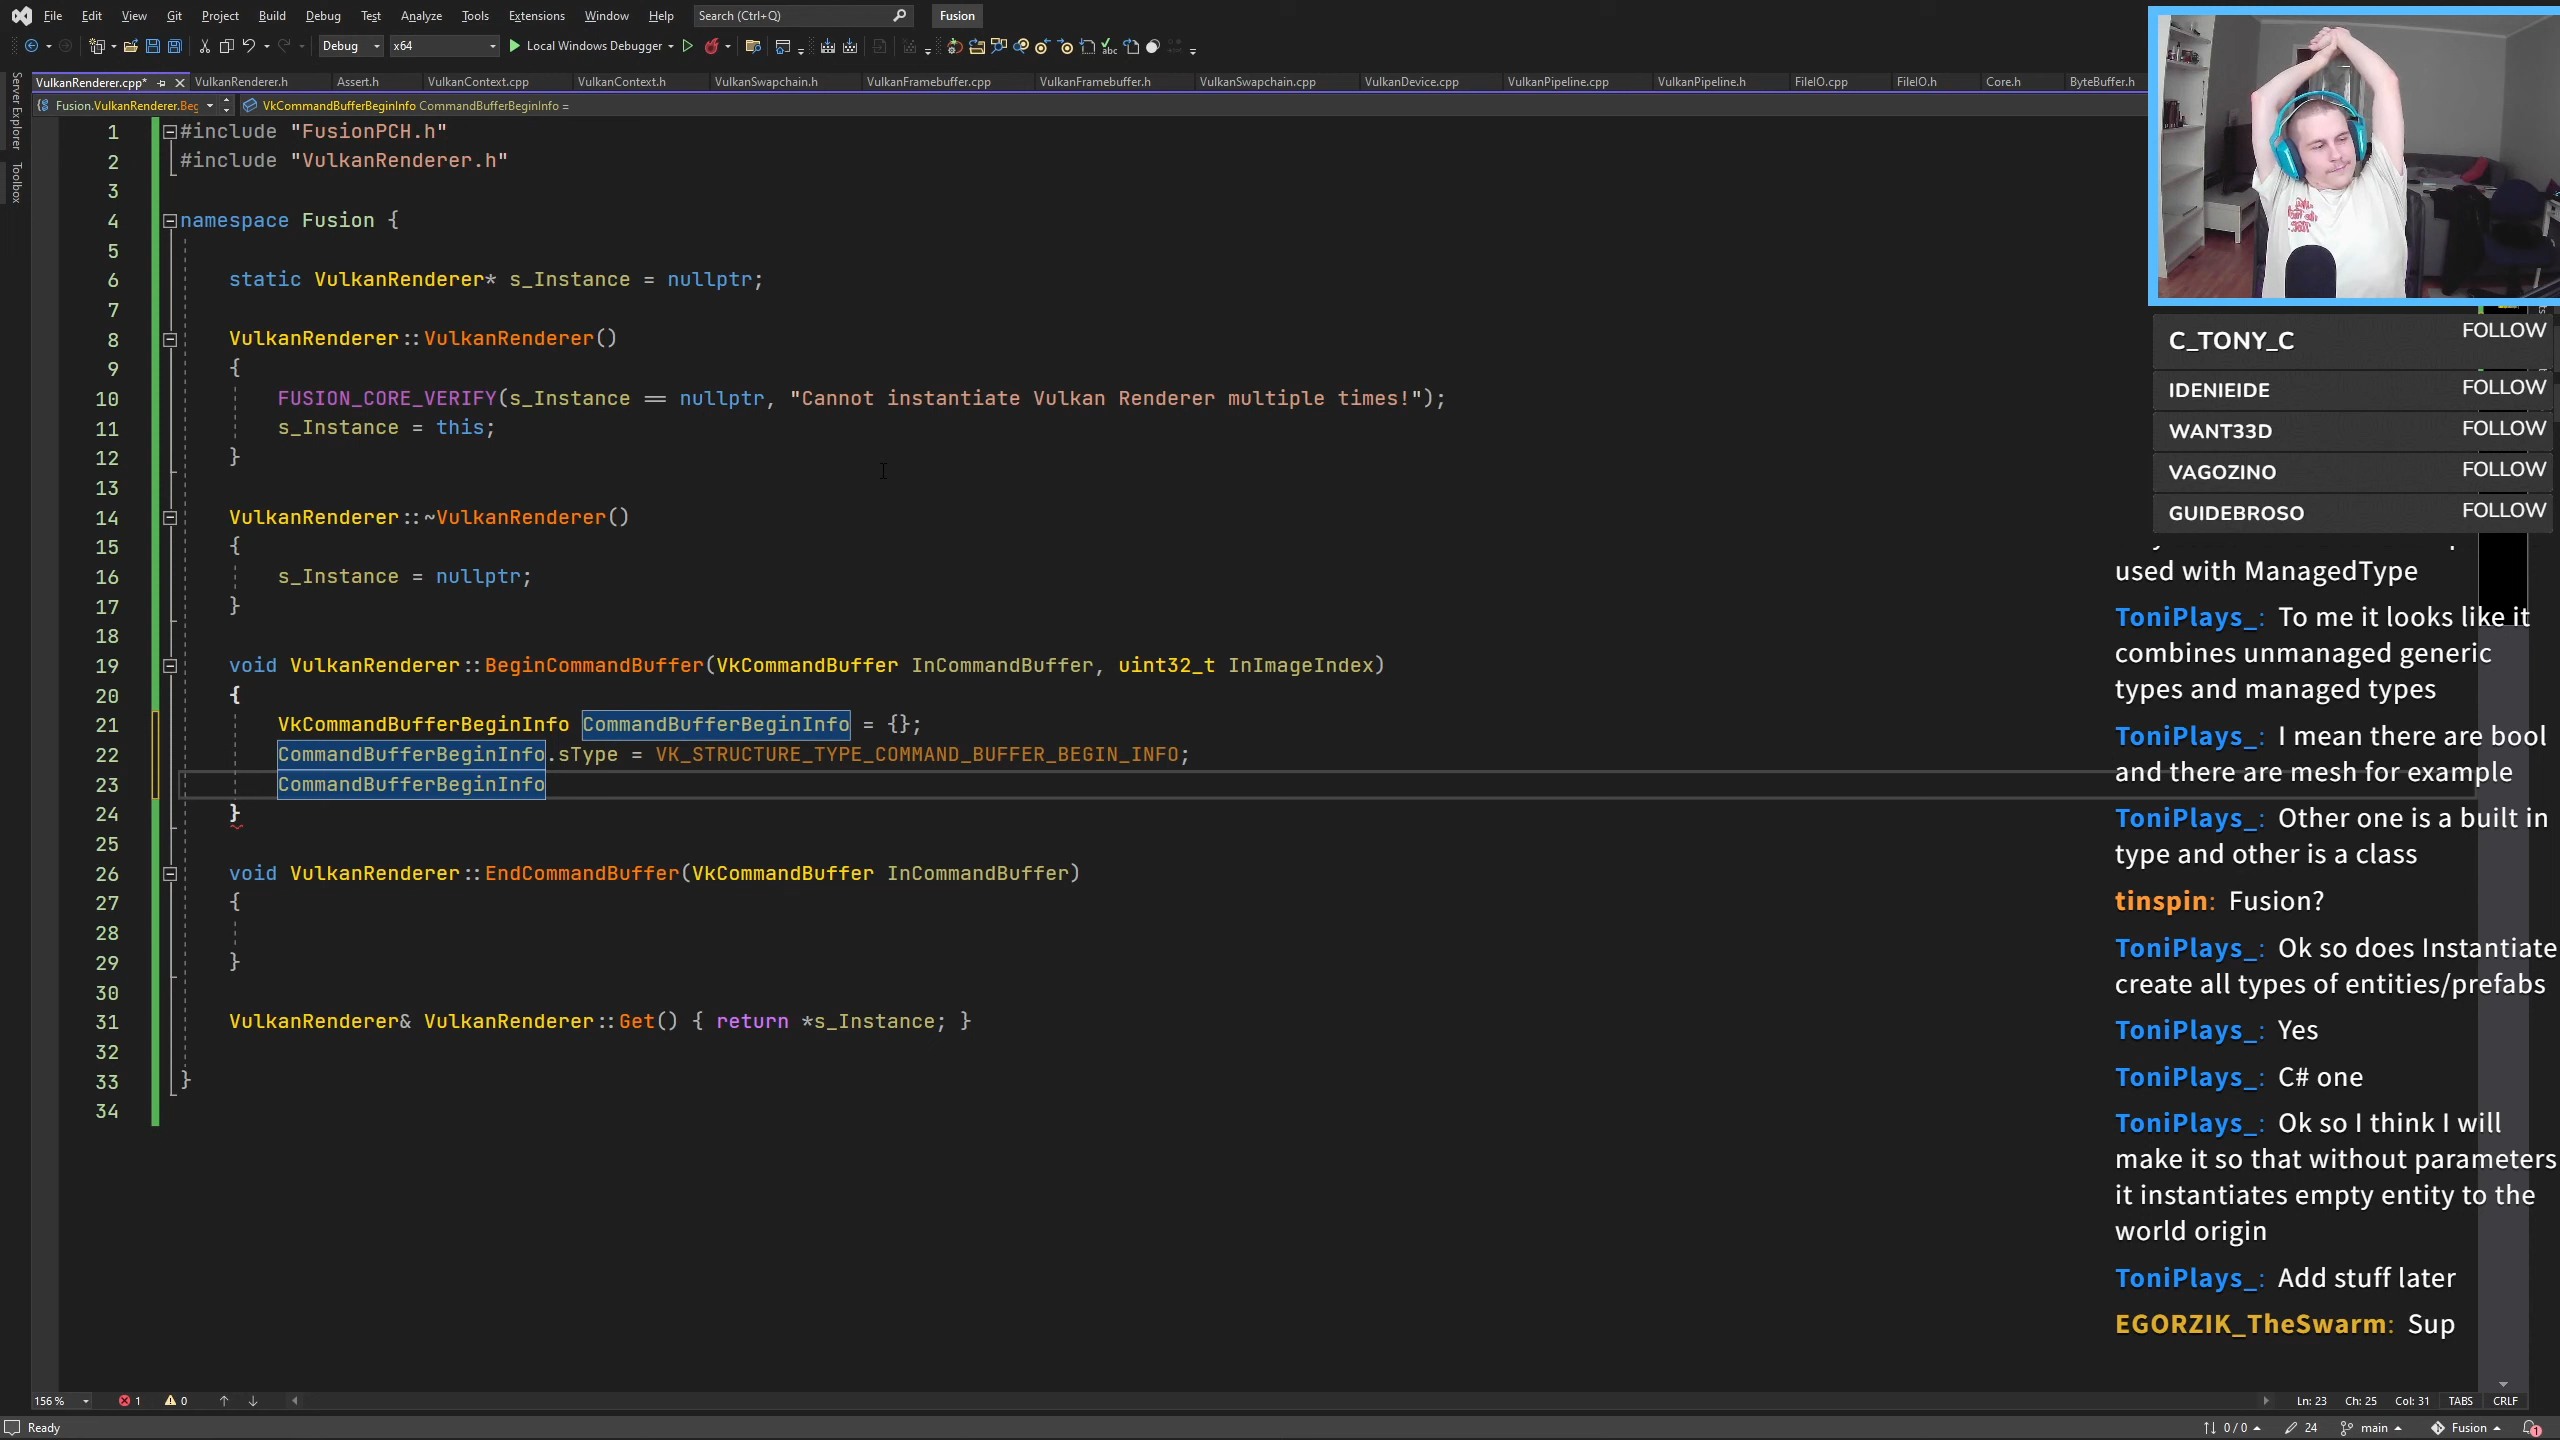 File Edit View Git Project Build Debug Test Analyze Tools Extensions Window Help Search (Ctrl+Q) Fusion
Debug x64 Local Windows Debugger
VulkanRenderer.cpp* VulkanRenderer.h Assert.h VulkanContext.cpp VulkanContext.h VulkanSwapchain.h VulkanFramebuffer.cpp VulkanFramebuffer.h VulkanSwapchain.cpp VulkanDevice.cpp VulkanPipeline.cpp VulkanPipeline.h FileIO.cpp FileIO.h Core.h ByteBuffer.h
Fusion.VulkanRenderer.Beg VkCommandBufferBeginInfo CommandBufferBeginInfo =
Server Explorer
Toolbox
1 #include "FusionPCH.h"
2 #include "VulkanRenderer.h"
3
4 namespace Fusion {
5
6 static VulkanRenderer* s_Instance = nullptr;
7
8 VulkanRenderer::VulkanRenderer()
9 {
10 FUSION_CORE_VERIFY(s_Instance == nullptr, "Cannot instantiate Vulkan Renderer multiple times!");
11 s_Instance = this;
12 }
13
14 VulkanRenderer::~VulkanRenderer()
15 {
16 s_Instance = nullptr;
17 }
18
19 void VulkanRenderer::BeginCommandBuffer(VkCommandBuffer InCommandBuffer, uint32_t InImageIndex)
20 {
21 VkCommandBufferBeginInfo CommandBufferBeginInfo = {};
22 CommandBufferBeginInfo.sType = VK_STRUCTURE_TYPE_COMMAND_BUFFER_BEGIN_INFO;
23 CommandBufferBeginInfo
24 }
25
26 void VulkanRenderer::EndCommandBuffer(VkCommandBuffer InCommandBuffer)
27 {
28
29 }
30
31 VulkanRenderer& VulkanRenderer::Get() { return *s_Instance; }
32
33 }
34
C_TONY_C FOLLOW
IDENIEIDE FOLLOW
WANT33D FOLLOW
VAGOZINO FOLLOW
GUIDEBROSO FOLLOW
used with ManagedType
ToniPlays_: To me it looks like it
combines unmanaged generic
types and managed types
ToniPlays_: I mean there are bool
and there are mesh for example
ToniPlays_: Other one is a built in
type and other is a class
tinspin: Fusion?
ToniPlays_: Ok so does Instantiate
create all types of entities/prefabs
ToniPlays_: Yes
ToniPlays_: C# one
ToniPlays_: Ok so I think I will
make it so that without parameters
it instantiates empty entity to the
world origin
ToniPlays_: Add stuff later
EGORZIK_TheSwarm: Sup
156 % 1 0 Ln: 23 Ch: 25 Col: 31 TABS CRLF
Ready 0 / 0 24 main Fusion 1